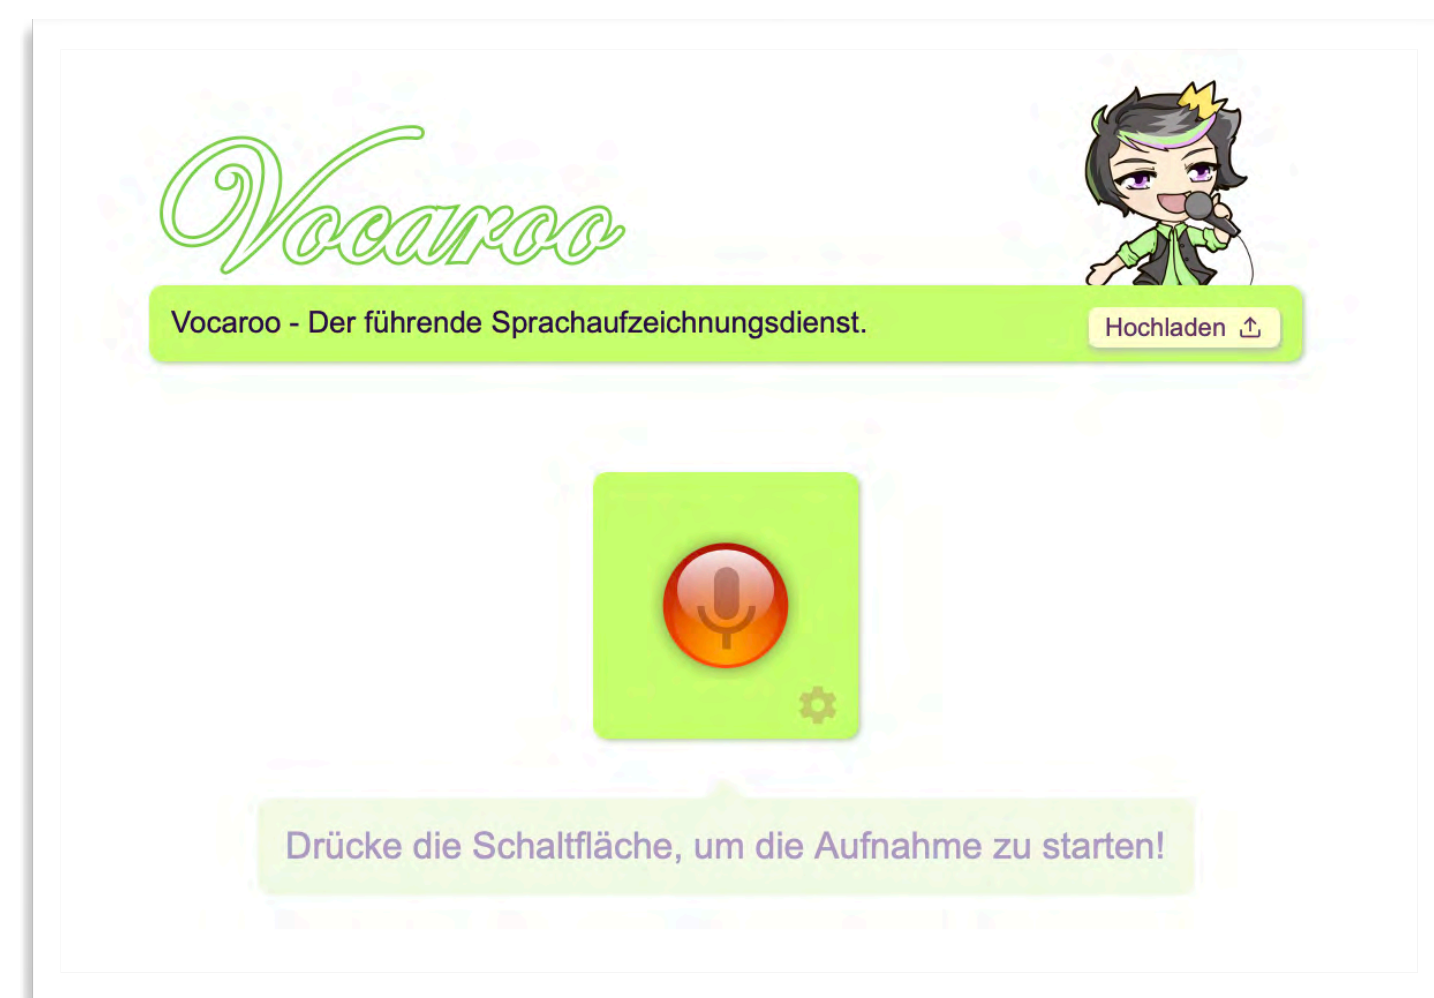 Vocaroo
Vocaroo - Der führende Sprachaufzeichnungsdienst.
Hochladen
Drücke die Schaltfläche, um die Aufnahme zu starten!